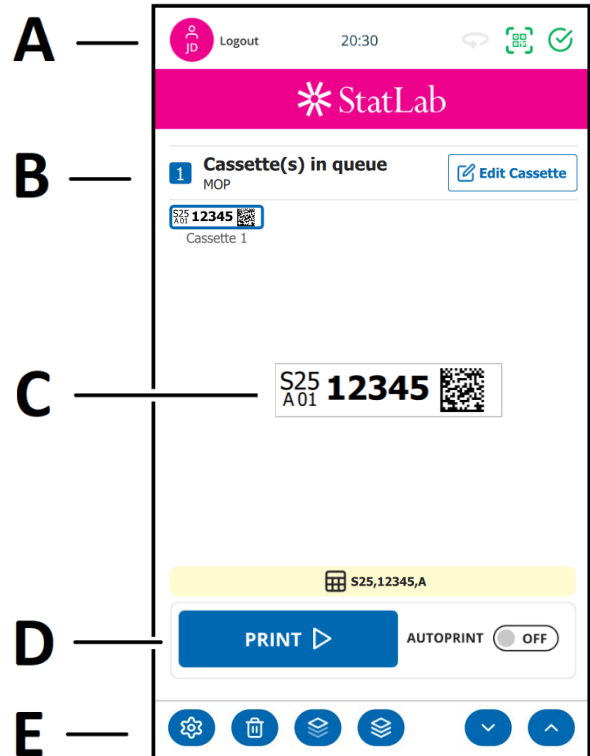 A
JD
Logout
20:30
StatLab
B
1
Cassette(s) in queue
MOP
Edit Cassette
S25
A01
12345
Cassette 1
C
S25
A 01
12345
S25,12345,A
D
PRINT
AUTOPRINT
OFF
E